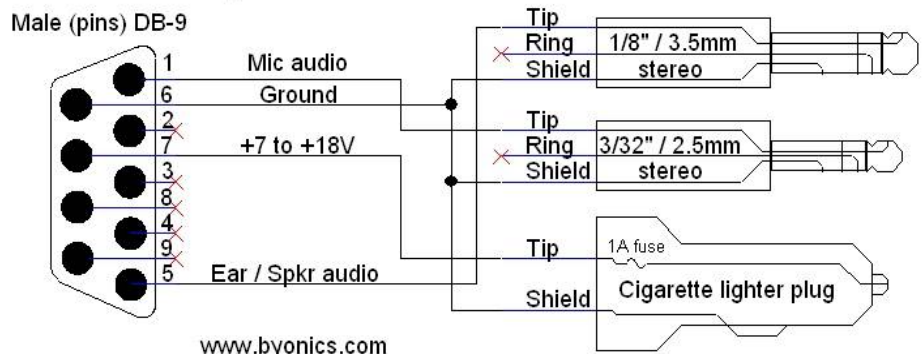 Male (pins) DB-9
1
6
2
7
3
8
4
9
5
Mic audio
Ground
+7 to +18V
Ear / Spkr audio
Tip
Ring
Shield
1/8" / 3.5mm
stereo
Tip
Ring
Shield
3/32" / 2.5mm
stereo
Tip
Shield
1A fuse
Cigarette lighter plug
www.byonics.com